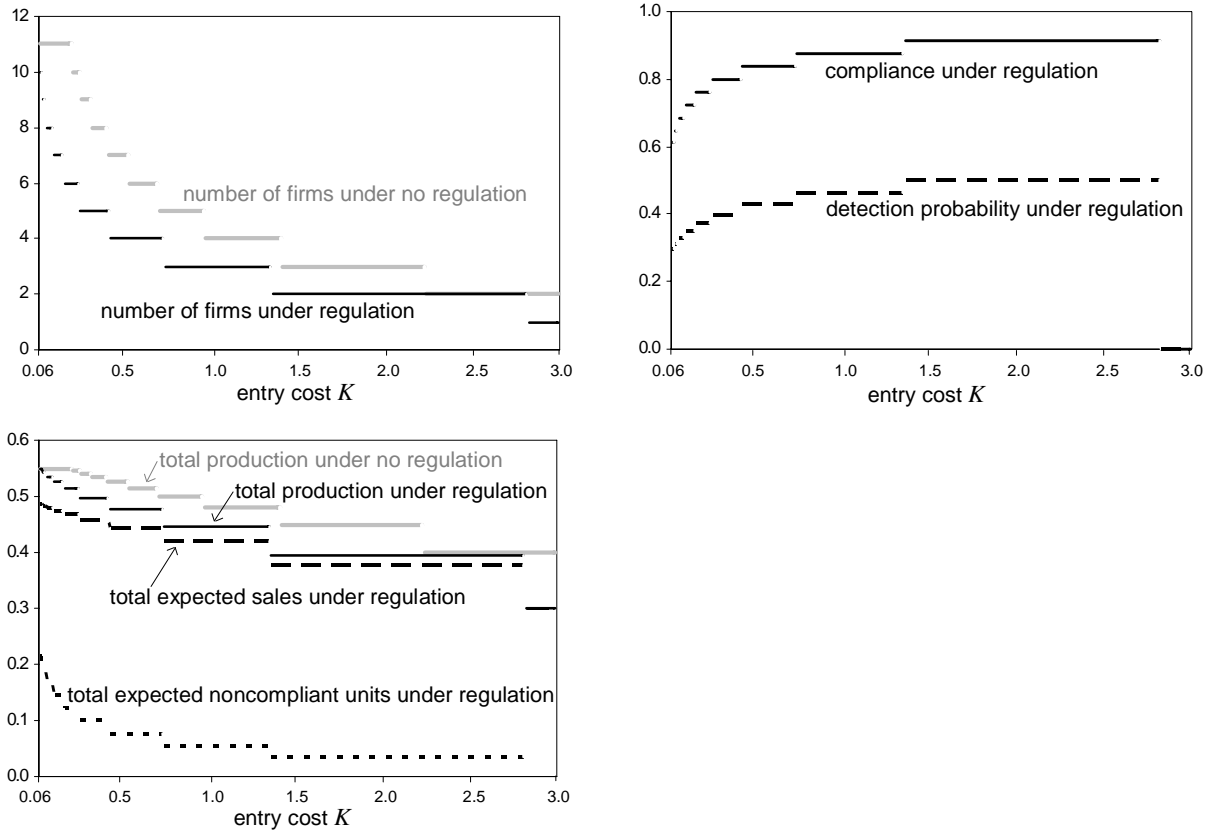 12
10
8
6
4
2
0
number of firms under no regulation
number of firms under regulation
0.06 0.5 1.0 1.5 2.0 2.5 3.0
entry cost K
1.0
0.8
0.6
0.4
0.2
0.0
compliance under regulation
detection probability under regulation
0.06 0.5 1.0 1.5 2.0 2.5 3.0
entry cost K
0.6
0.5
0.4
0.3
0.2
0.1
0.0
total production under no regulation
total production under regulation
total expected sales under regulation
total expected noncompliant units under regulation
0.06 0.5 1.0 1.5 2.0 2.5 3.0
entry cost K